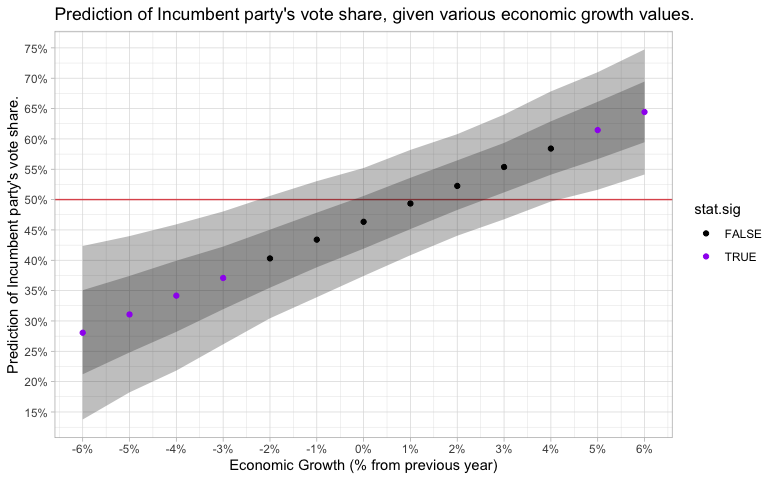 Prediction of Incumbent party's vote share, given various economic growth values.
Prediction of Incumbent party's vote share.
75%
70%
65%
60%
55%
50%
45%
40%
35%
30%
25%
20%
15%
-6% -5% -4% -3% -2% -1% 0% 1% 2% 3% 4% 5% 6%
Economic Growth (% from previous year)
stat.sig
FALSE
TRUE